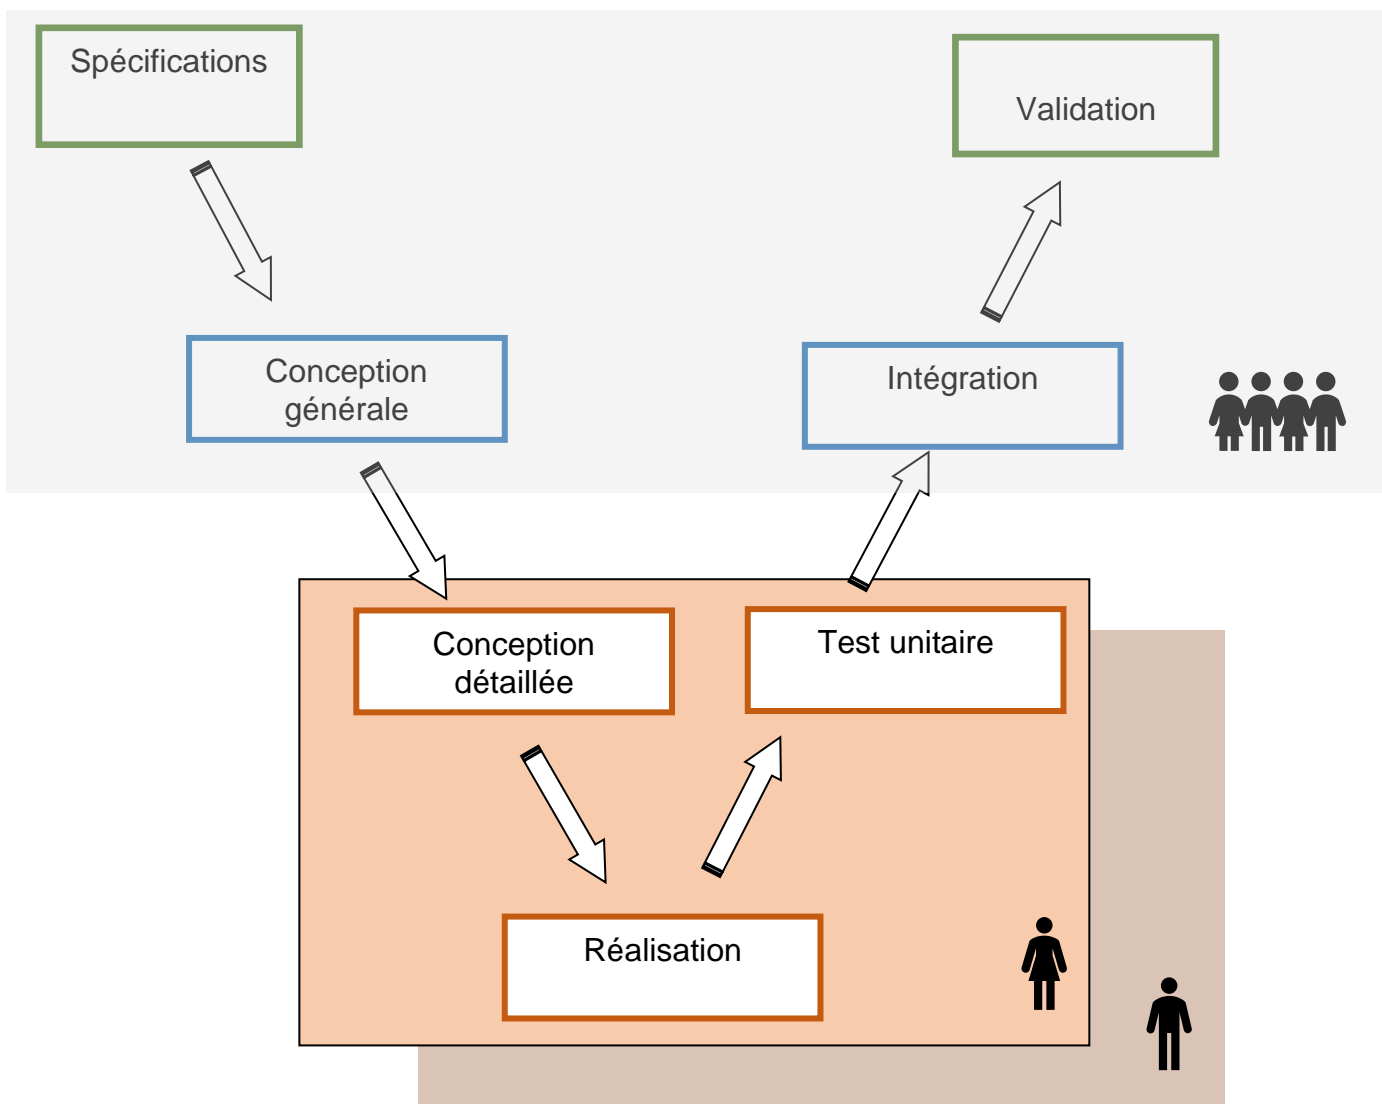 Spécifications
Validation
Conception
générale
Intégration
Conception
détaillée
Test unitaire
Réalisation